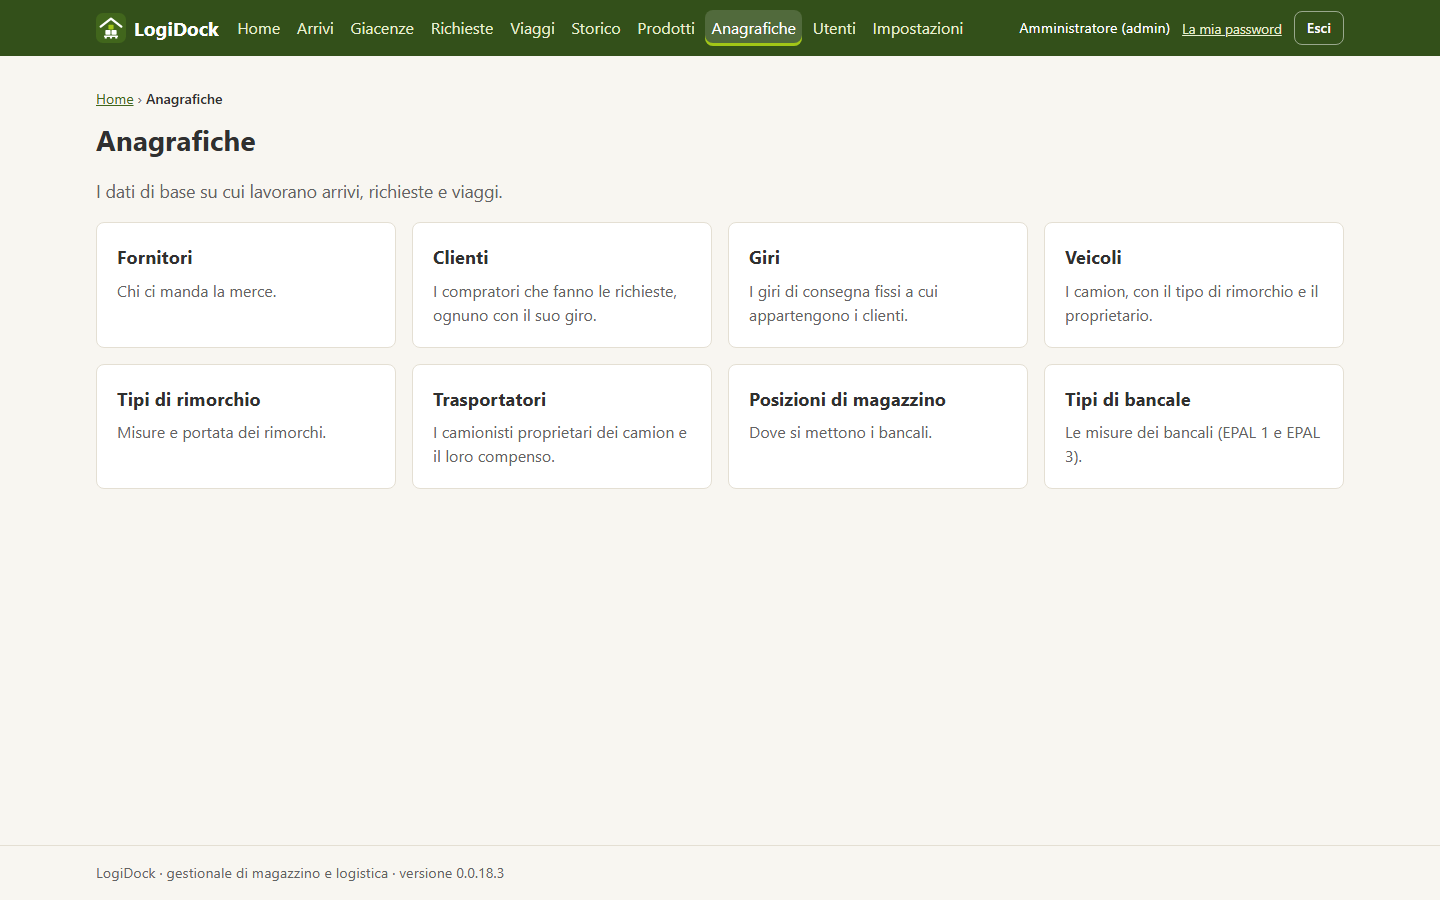 LogiDock Home Arrivi Giacenze Richieste Viaggi Storico Prodotti Anagrafiche Utenti Impostazioni Amministratore (admin) La mia password Esci
Home › Anagrafiche
Anagrafiche
I dati di base su cui lavorano arrivi, richieste e viaggi.
Fornitori
Chi ci manda la merce.
Clienti
I compratori che fanno le richieste,
ognuno con il suo giro.
Giri
I giri di consegna fissi a cui
appartengono i clienti.
Veicoli
I camion, con il tipo di rimorchio e il
proprietario.
Tipi di rimorchio
Misure e portata dei rimorchi.
Trasportatori
I camionisti proprietari dei camion e
il loro compenso.
Posizioni di magazzino
Dove si mettono i bancali.
Tipi di bancale
Le misure dei bancali (EPAL 1 e EPAL
3).
LogiDock · gestionale di magazzino e logistica · versione 0.0.18.3